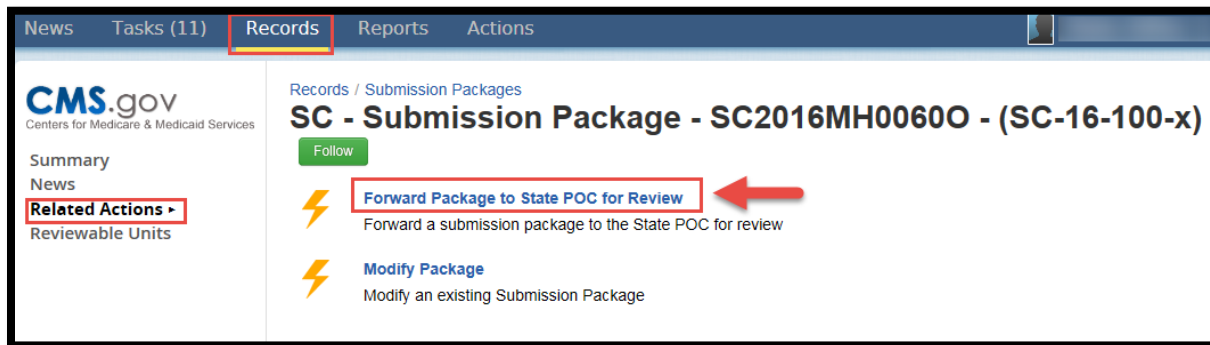 News Tasks (11) Records Reports Actions
CMS.gov
Centers for Medicare & Medicaid Services
Summary
News
Related Actions ▸
Reviewable Units
Records / Submission Packages
SC - Submission Package - SC2016MH0060O - (SC-16-100-x)
Follow
Forward Package to State POC for Review
Forward a submission package to the State POC for review
Modify Package
Modify an existing Submission Package